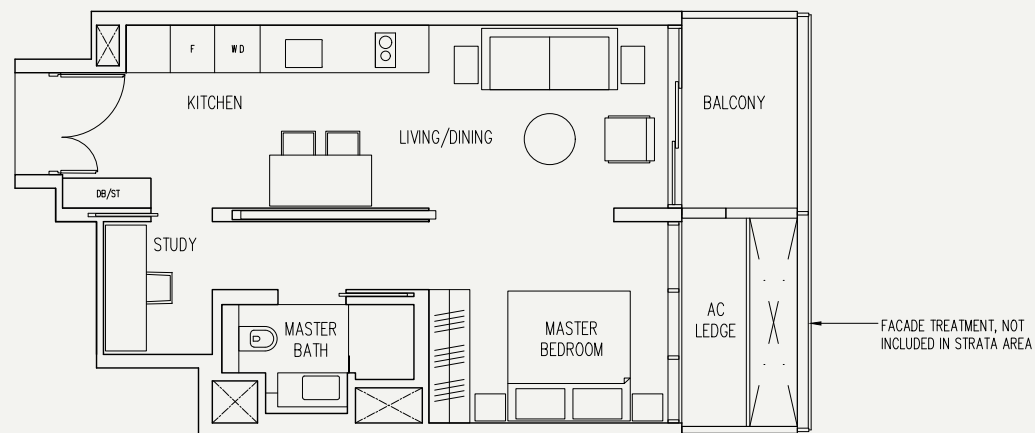 F
WD
KITCHEN
LIVING/DINING
BALCONY
DB/ST
STUDY
MASTER
BATH
MASTER
BEDROOM
AC
LEDGE
FACADE TREATMENT, NOT
INCLUDED IN STRATA AREA